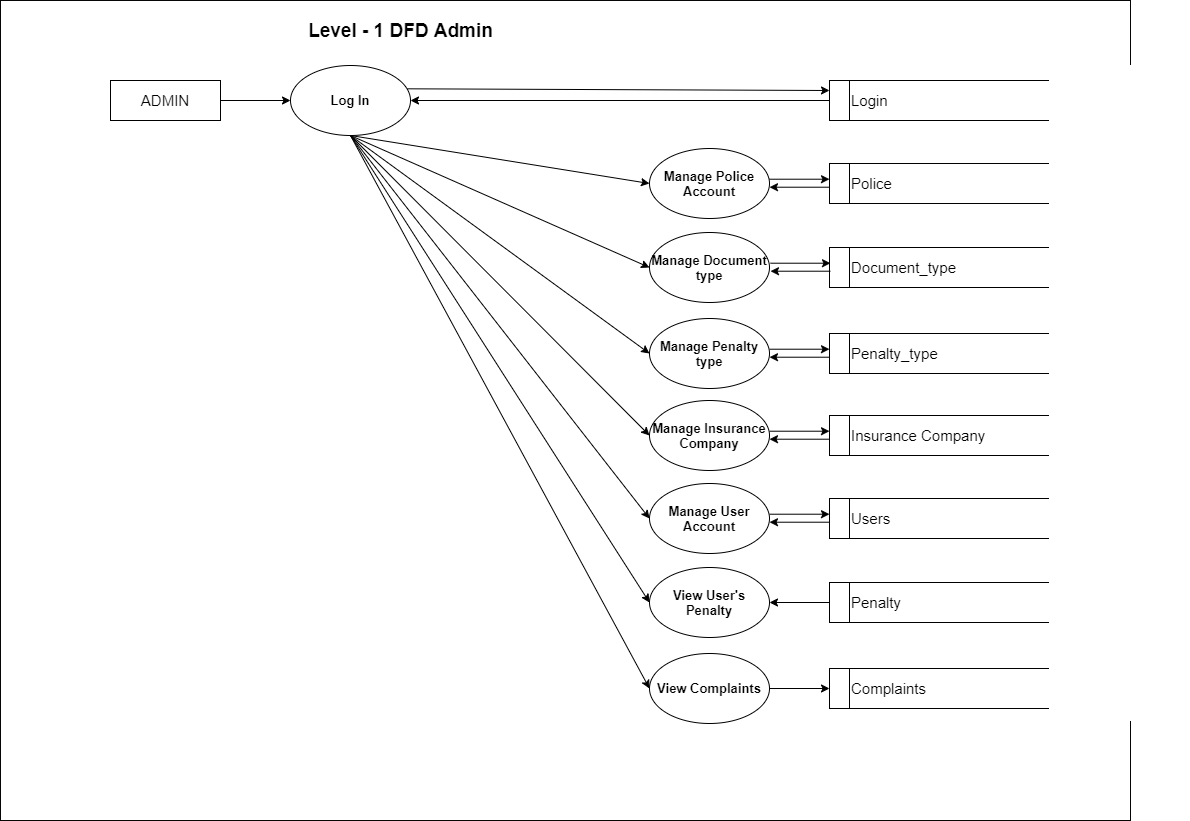 Level - 1 DFD Admin
ADMIN
Log In
Login
Manage Police
Account
Police
Manage Document
type
Document_type
Manage Penalty
type
Penalty_type
Manage Insurance
Company
Insurance Company
Manage User
Account
Users
View User's
Penalty
Penalty
View Complaints
Complaints